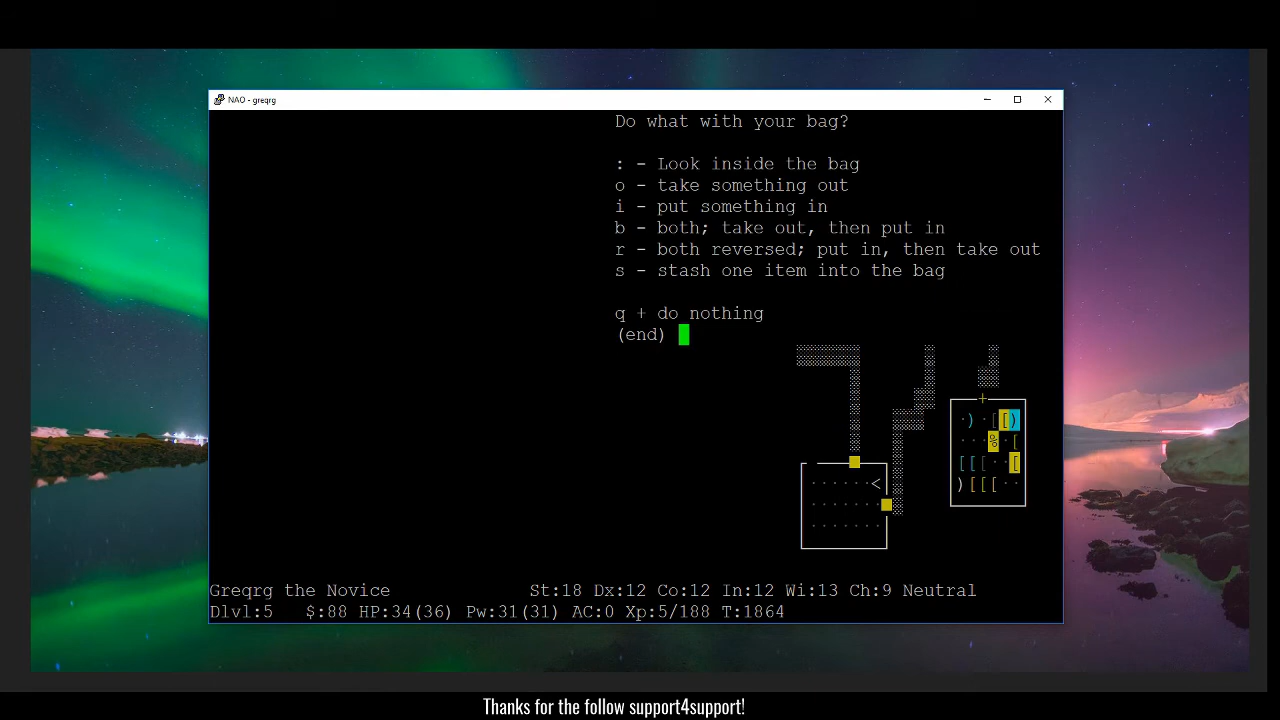 NAO - greqrg
Do what with your bag?
: - Look inside the bag
o - take something out
i - put something in
b - both; take out, then put in
r - both reversed; put in, then take out
s - stash one item into the bag
q + do nothing
(end)
Greqrg the Novice St:18 Dx:12 Co:12 In:12 Wi:13 Ch:9 Neutral
Dlvl:5 $:88 HP:34(36) Pw:31(31) AC:0 Xp:5/188 T:1864
Thanks for the follow support4support!